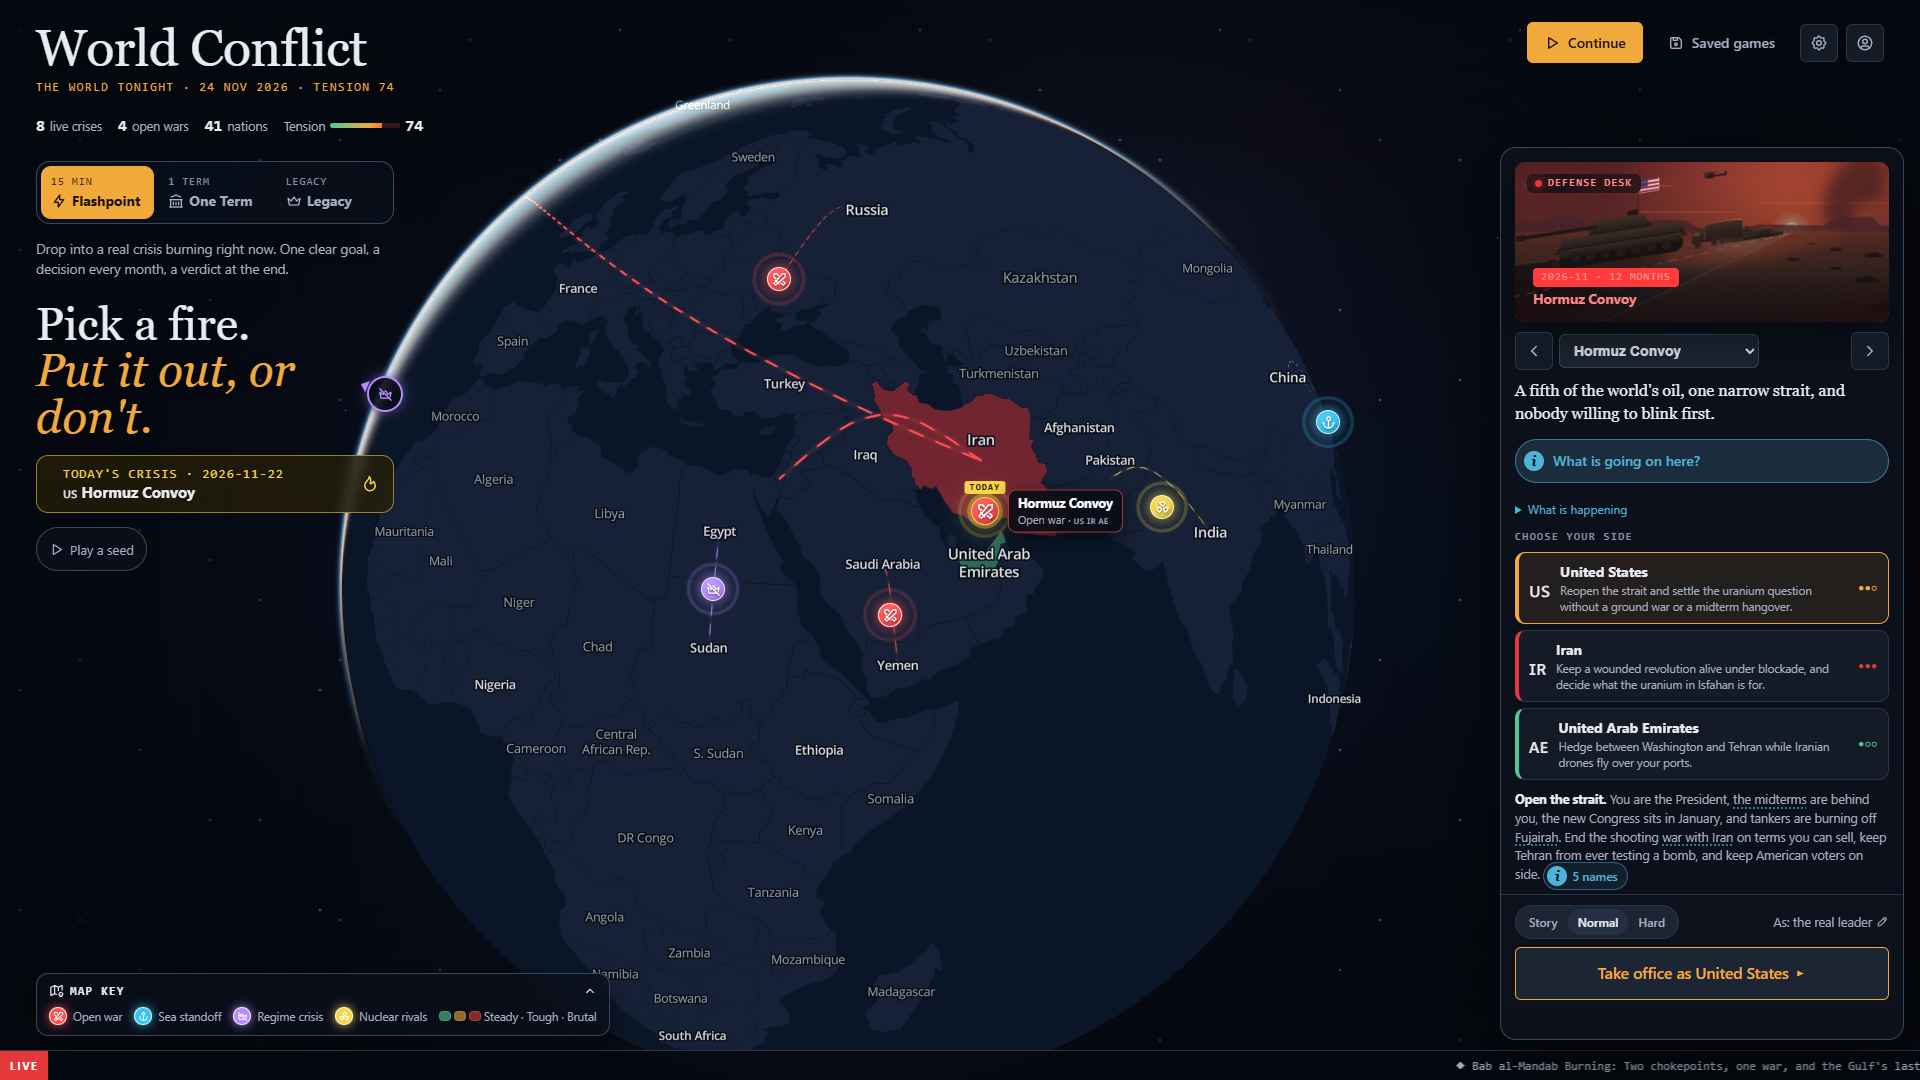 World Conflict
THE WORLD TONIGHT · 24 NOV 2026 · TENSION 74
8 live crises 4 open wars 41 nations Tension 74
15 MIN
Flashpoint
1 TERM
One Term
LEGACY
Legacy
Drop into a real crisis burning right now. One clear goal, a
decision every month, a verdict at the end.
Pick a fire.
Put it out, or
don't.
TODAY'S CRISIS · 2026-11-22
US Hormuz Convoy
Play a seed
Continue
Saved games
Greenland
Sweden
Russia
Kazakhstan
Mongolia
France
Spain
Uzbekistan
Turkmenistan
Turkey
China
Morocco
Iran
Afghanistan
Iraq
Pakistan
Algeria
TODAY
Hormuz Convoy
Open war · US IR AE
Libya
Myanmar
Mauritania
Egypt
India
Mali
United Arab
Emirates
Thailand
Saudi Arabia
Niger
Chad
Sudan
Yemen
Nigeria
Indonesia
Cameroon
Central
African Rep.
S. Sudan
Ethiopia
Somalia
DR Congo
Kenya
Tanzania
Angola
Zambia
Mozambique
Namibia
Botswana
Madagascar
South Africa
MAP KEY
Open war Sea standoff Regime crisis Nuclear rivals Steady · Tough · Brutal
DEFENSE DESK
2026-11 · 12 MONTHS
Hormuz Convoy
Hormuz Convoy
A fifth of the world's oil, one narrow strait, and
nobody willing to blink first.
What is going on here?
What is happening
CHOOSE YOUR SIDE
US
United States
Reopen the strait and settle the uranium question
without a ground war or a midterm hangover.
IR
Iran
Keep a wounded revolution alive under blockade, and
decide what the uranium in Isfahan is for.
AE
United Arab Emirates
Hedge between Washington and Tehran while Iranian
drones fly over your ports.
Open the strait. You are the President, the midterms are behind
you, the new Congress sits in January, and tankers are burning off
Fujairah. End the shooting war with Iran on terms you can sell, keep
Tehran from ever testing a bomb, and keep American voters on
side. 5 names
Story Normal Hard
As: the real leader
Take office as United States
LIVE
Bab al-Mandab Burning: Two chokepoints, one war, and the Gulf's last